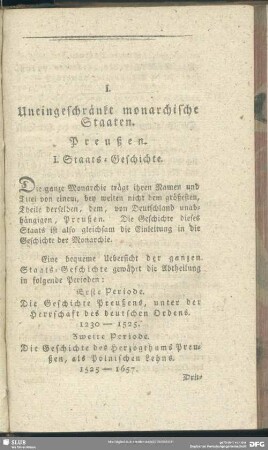 I.
Uneingeschränkt monarchische
Staaten.
Preußen.
I. Staats-Geschichte.
Die ganze Monarchie trägt ihren Namen und
Titel von einem, bey weiten nicht dem größesten,
Theile derselben, dem, von Deutschland unab-
hängigen, Preußen. Die Geschichte dieses
Staats ist also gleichsam die Einleitung in die
Geschichte der Monarchie.
Eine bequeme Uebersicht der ganzen
Staats-Geschichte gewährt die Abtheilung
in folgende Perioden:
Erste Periode.
Die Geschichte Preußens, unter der
Herrschaft des deutschen Ordens.
1230 — 1525.
Zweite Periode.
Die Geschichte des Herzogthums Preu-
ßen, als Polnischen Lehns.
1525 — 1657.
Drit-
DFG